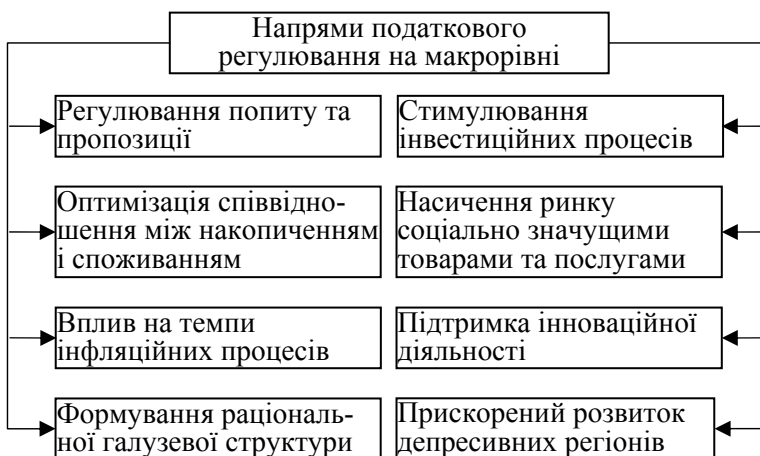 Напрями податкового
регулювання на макрорівні
Регулювання попиту та
пропозиції
Стимулювання
інвестиційних процесів
Оптимізація співвідно-
шення між накопиченням
і споживанням
Насичення ринку
соціально значущими
товарами та послугами
Вплив на темпи
інфляційних процесів
Підтримка інноваційної
діяльності
Формування раціональ-
ної галузевої структури
Прискорений розвиток
депресивних регіонів